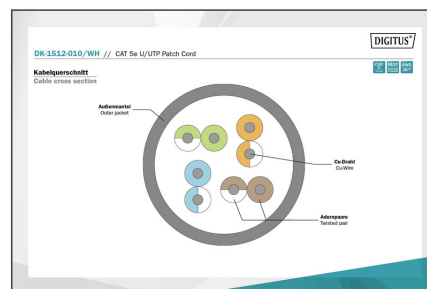 DIGITUS®
DK-1512-010/WH // CAT 5e U/UTP Patch Cord
Kabelquerschnitt
Cable cross section
Außenmantel
Outer jacket
Cu-Draht
Cu-Wire
Adernpaare
Twisted pair